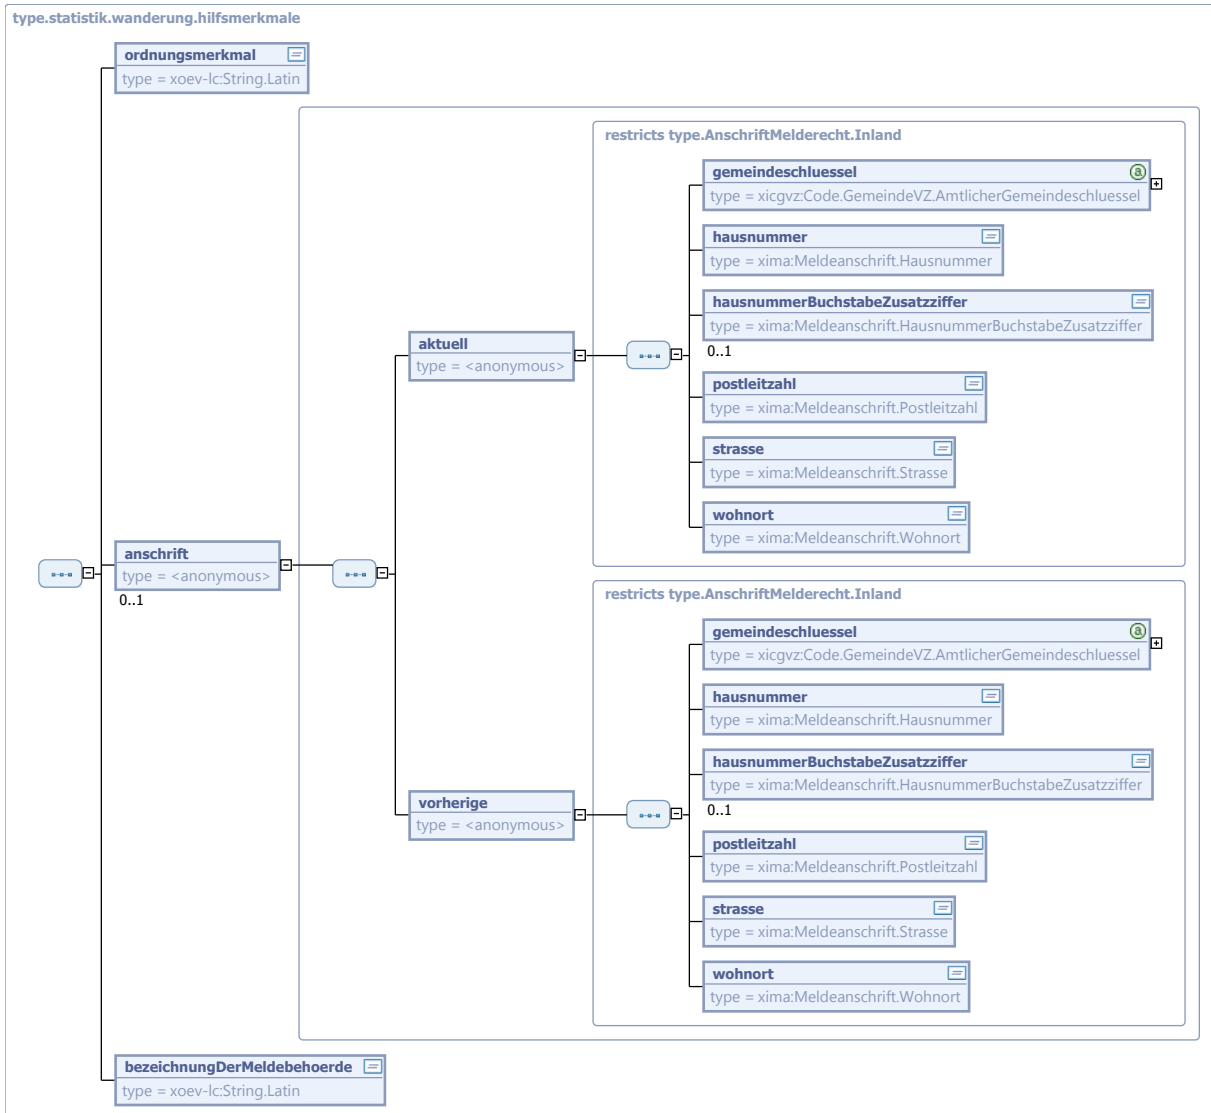 type.statistik.wanderung.hilfsmerkmale
ordnungsmerkmal
type = xoev-lc:String.Latin
anschrift
type = <anonymous>
0..1
aktuell
type = <anonymous>
restricts type.AnschriftMelderecht.Inland
gemeindeschluessel
a
type = xicgvz:Code.GemeindeVZ.AmtlicherGemeindeschluessel
hausnummer
type = xima:Meldeanschrift.Hausnummer
hausnummerBuchstabeZusatzziffer
type = xima:Meldeanschrift.HausnummerBuchstabeZusatzziffer
0..1
postleitzahl
type = xima:Meldeanschrift.Postleitzahl
strasse
type = xima:Meldeanschrift.Strasse
wohnort
type = xima:Meldeanschrift.Wohnort
vorherige
type = <anonymous>
restricts type.AnschriftMelderecht.Inland
gemeindeschluessel
a
type = xicgvz:Code.GemeindeVZ.AmtlicherGemeindeschluessel
hausnummer
type = xima:Meldeanschrift.Hausnummer
hausnummerBuchstabeZusatzziffer
type = xima:Meldeanschrift.HausnummerBuchstabeZusatzziffer
0..1
postleitzahl
type = xima:Meldeanschrift.Postleitzahl
strasse
type = xima:Meldeanschrift.Strasse
wohnort
type = xima:Meldeanschrift.Wohnort
bezeichnungDerMeldebehoerde
type = xoev-lc:String.Latin